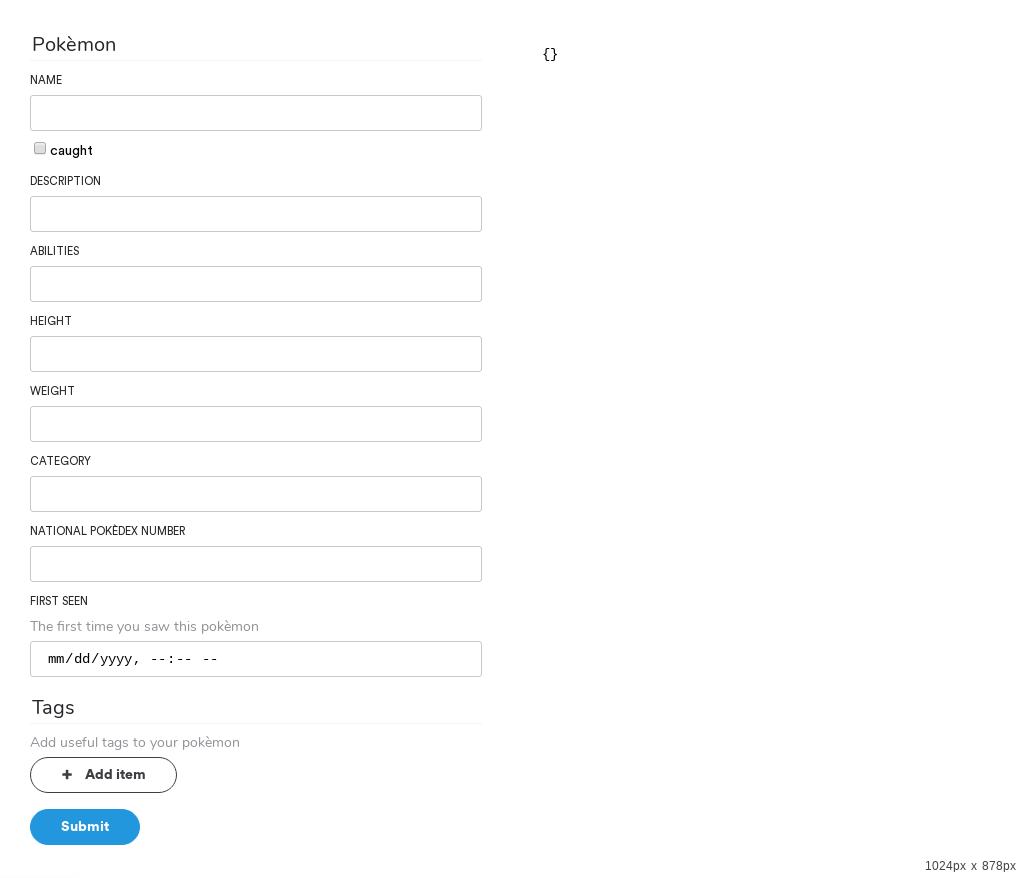 Pokèmon
{}
NAME
caught
DESCRIPTION
ABILITIES
HEIGHT
WEIGHT
CATEGORY
NATIONAL POKÈDEX NUMBER
FIRST SEEN
The first time you saw this pokèmon
mm/dd/yyyy, --:-- --
Tags
Add useful tags to your pokèmon
+ Add item
Submit
1024px x 878px